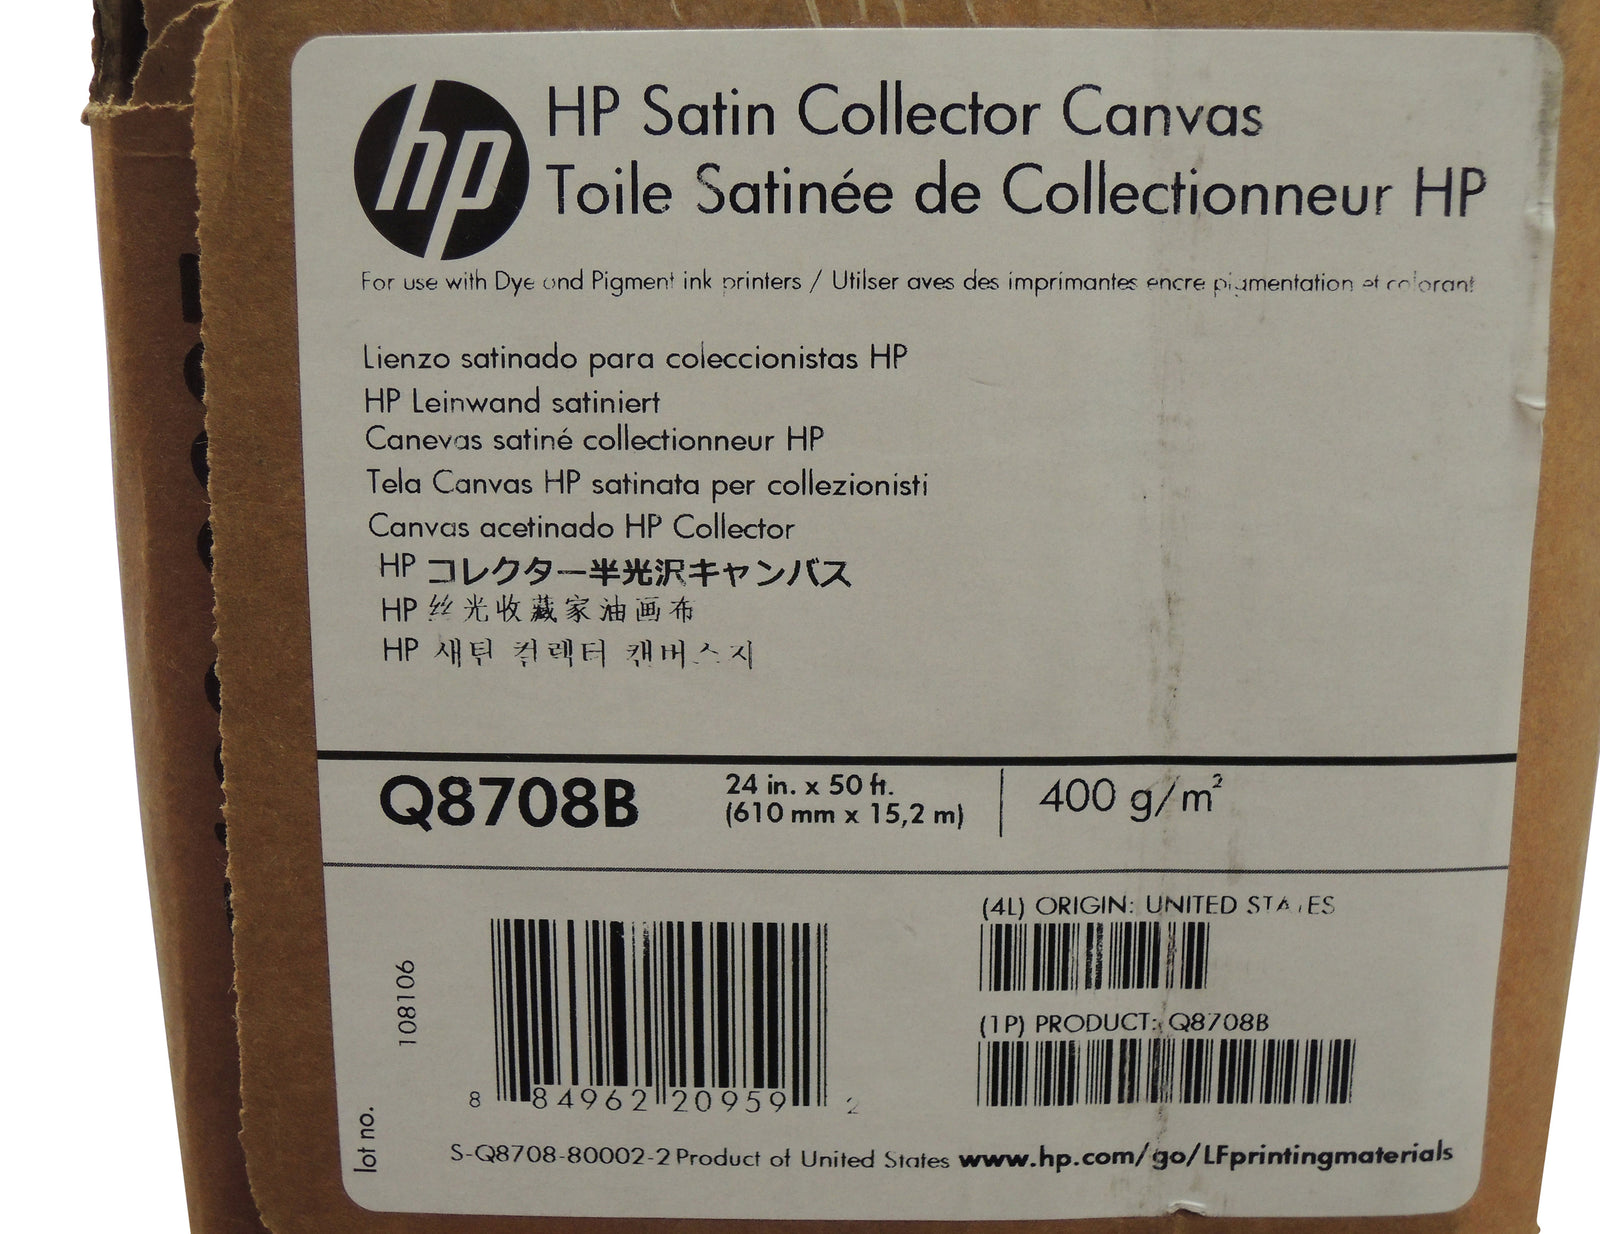 hp
HP Satin Collector Canvas
Toile Satinée de Collectionneur HP
For use with Dye and Pigment ink printers / Utilser aves des imprimantes encre pigmentation et colorant
Lienzo satinado para coleccionistas HP
HP Leinwand satiniert
Canevas satiné collectionneur HP
Tela Canvas HP satinata per collezionisti
Canvas acetinado HP Collector
HP コレクター半光沢キャンバス
HP 丝光收藏家油画布
HP 새틴 컬렉터 캔버스지
Q8708B
24 in. x 50 ft.
(610 mm x 15,2 m)
400 g/m²
(4L) ORIGIN: UNITED STATES
(1P) PRODUCT: Q8708B
lot no. 108106
8 84962 20959 2
S-Q8708-80002-2 Product of United States www.hp.com/go/LFprintingmaterials